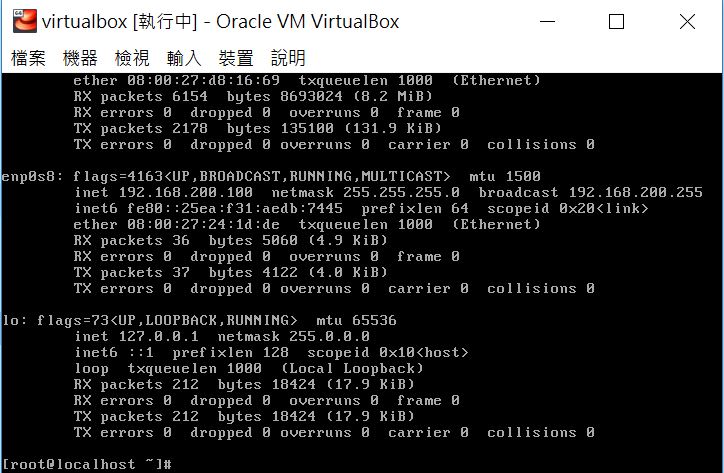 virtualbox [執行中] - Oracle VM VirtualBox
檔案 機器 檢視 輸入 裝置 說明
ether 08:00:27:d8:16:69 txqueuelen 1000 (Ethernet)
RX packets 6154 bytes 8693024 (8.2 MiB)
RX errors 0 dropped 0 overruns 0 frame 0
TX packets 2178 bytes 135100 (131.9 KiB)
TX errors 0 dropped 0 overruns 0 carrier 0 collisions 0
enp0s8: flags=4163<UP,BROADCAST,RUNNING,MULTICAST> mtu 1500
inet 192.168.200.100 netmask 255.255.255.0 broadcast 192.168.200.255
inet6 fe80::25ea:f31:aedb:7445 prefixlen 64 scopeid 0x20<link>
ether 08:00:27:24:1d:de txqueuelen 1000 (Ethernet)
RX packets 36 bytes 5060 (4.9 KiB)
RX errors 0 dropped 0 overruns 0 frame 0
TX packets 37 bytes 4122 (4.0 KiB)
TX errors 0 dropped 0 overruns 0 carrier 0 collisions 0
lo: flags=73<UP,LOOPBACK,RUNNING> mtu 65536
inet 127.0.0.1 netmask 255.0.0.0
inet6 ::1 prefixlen 128 scopeid 0x10<host>
loop txqueuelen 1000 (Local Loopback)
RX packets 212 bytes 18424 (17.9 KiB)
RX errors 0 dropped 0 overruns 0 frame 0
TX packets 212 bytes 18424 (17.9 KiB)
TX errors 0 dropped 0 overruns 0 carrier 0 collisions 0
[root@localhost ~]#